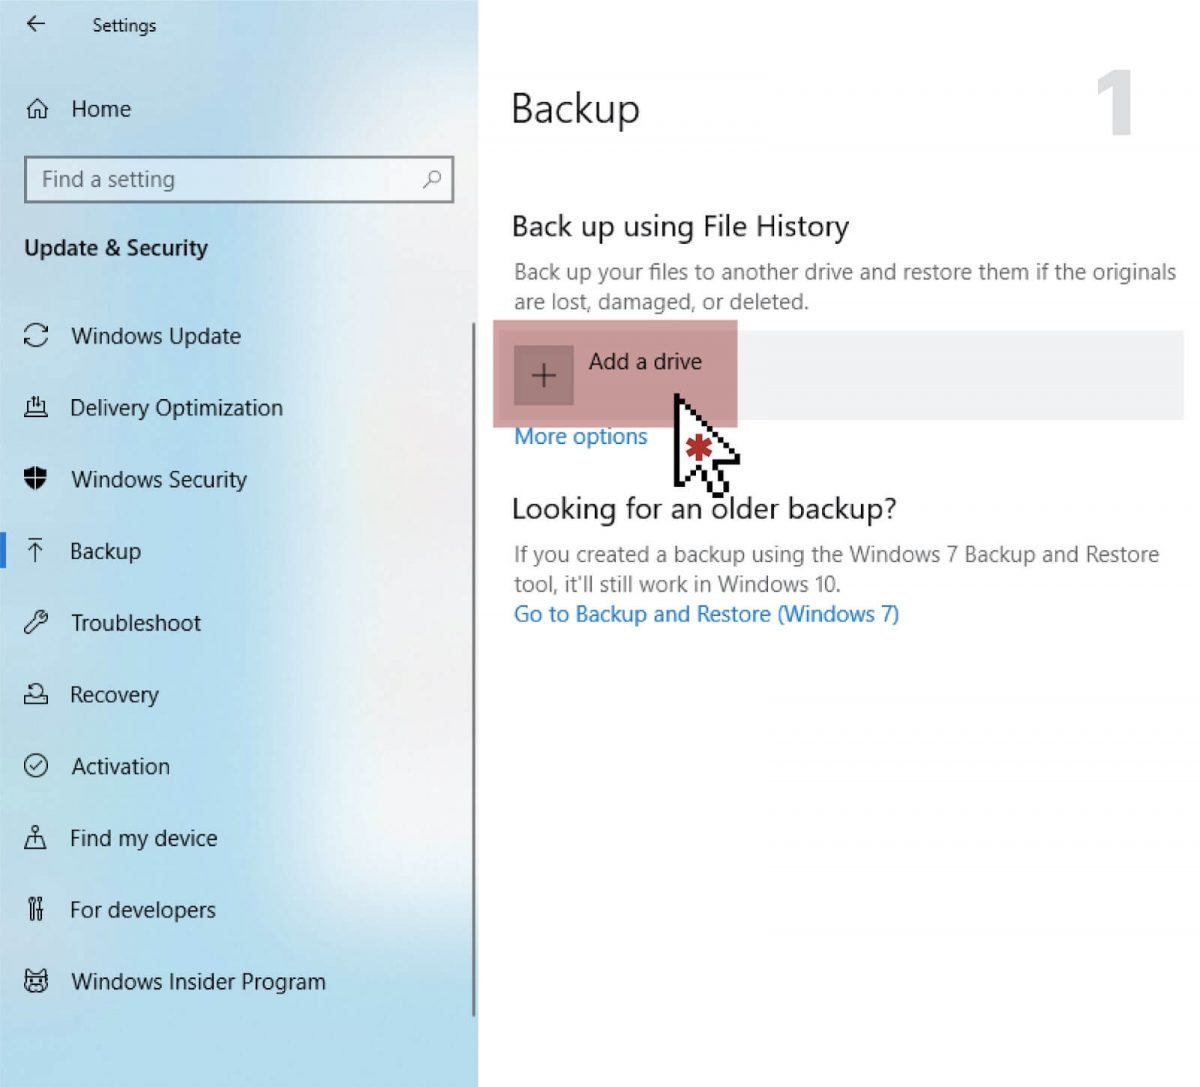 Settings
Home
Find a setting
Update & Security
Windows Update
Delivery Optimization
Windows Security
Backup
Troubleshoot
Recovery
Activation
Find my device
For developers
Windows Insider Program
Backup
1
Back up using File History
Back up your files to another drive and restore them if the originals
are lost, damaged, or deleted.
Add a drive
More options
Looking for an older backup?
If you created a backup using the Windows 7 Backup and Restore
tool, it'll still work in Windows 10.
Go to Backup and Restore (Windows 7)